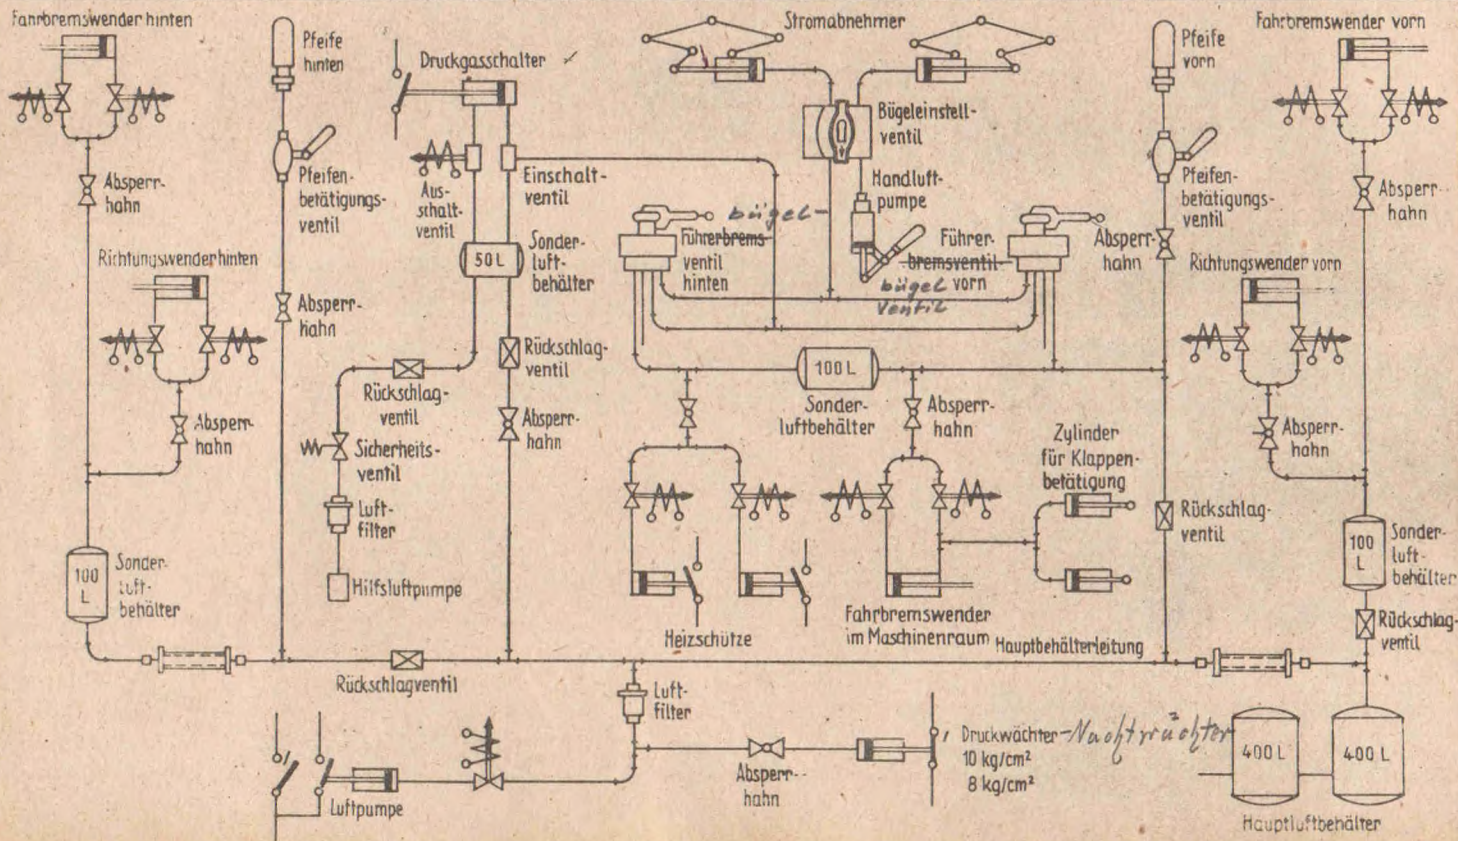 Fahrbremswender hinten
Pfeife
hinten
Druckgasschalter
Stromabnehmer
Pfeife
vorn
Fahrbremswender vorn
Bügeleinstell-
ventil
Absperr-
hahn
Pfeifen-
betätigungs-
ventil
Aus-
schalt-
ventil
Einschalt-
ventil
Handluft-
pumpe
Pfeifen-
betätigungs-
ventil
Absperr-
hahn
bügel-
Führerbrems-
ventil
hinten
Führer-
bremsventil
vorn
bügel
ventil
Absperr-
hahn
Richtungswender hinten
50 L
Sonder-
luft-
behälter
Richtungswender vorn
Absperr-
hahn
Rückschlag-
ventil
Rückschlag-
ventil
100 L
Sonder-
luftbehälter
Absperr-
hahn
Absperr-
hahn
Absperr-
hahn
Absperr-
hahn
Sicherheits-
ventil
Zylinder
für Klappen-
betätigung
Luft-
filter
Rückschlag-
ventil
100
L
Sonder-
luft-
behälter
Hilfsluftpumpe
100
L
Sonder-
luft-
behälter
Heizschütze
Fahrbremswender
im Maschinenraum
Hauptbehälterleitung
Rückschlag-
ventil
Rückschlagventil
Luft-
filter
Druckwächter - Nachtwächter
10 kg/cm²
8 kg/cm²
Absperr-
hahn
Luftpumpe
400 L
400 L
Hauptluftbehälter